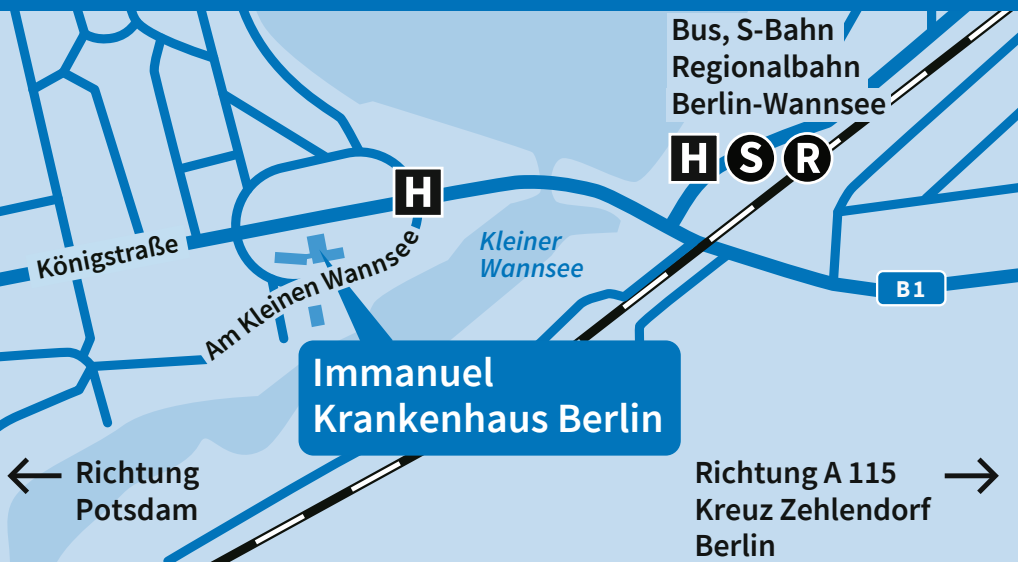 Bus, S-Bahn
Regionalbahn
Berlin-Wannsee
H S R
H
Königstraße
Am Kleinen Wannsee
Kleiner
Wannsee
B1
Immanuel
Krankenhaus Berlin
Richtung
Potsdam
Richtung A 115
Kreuz Zehlendorf
Berlin